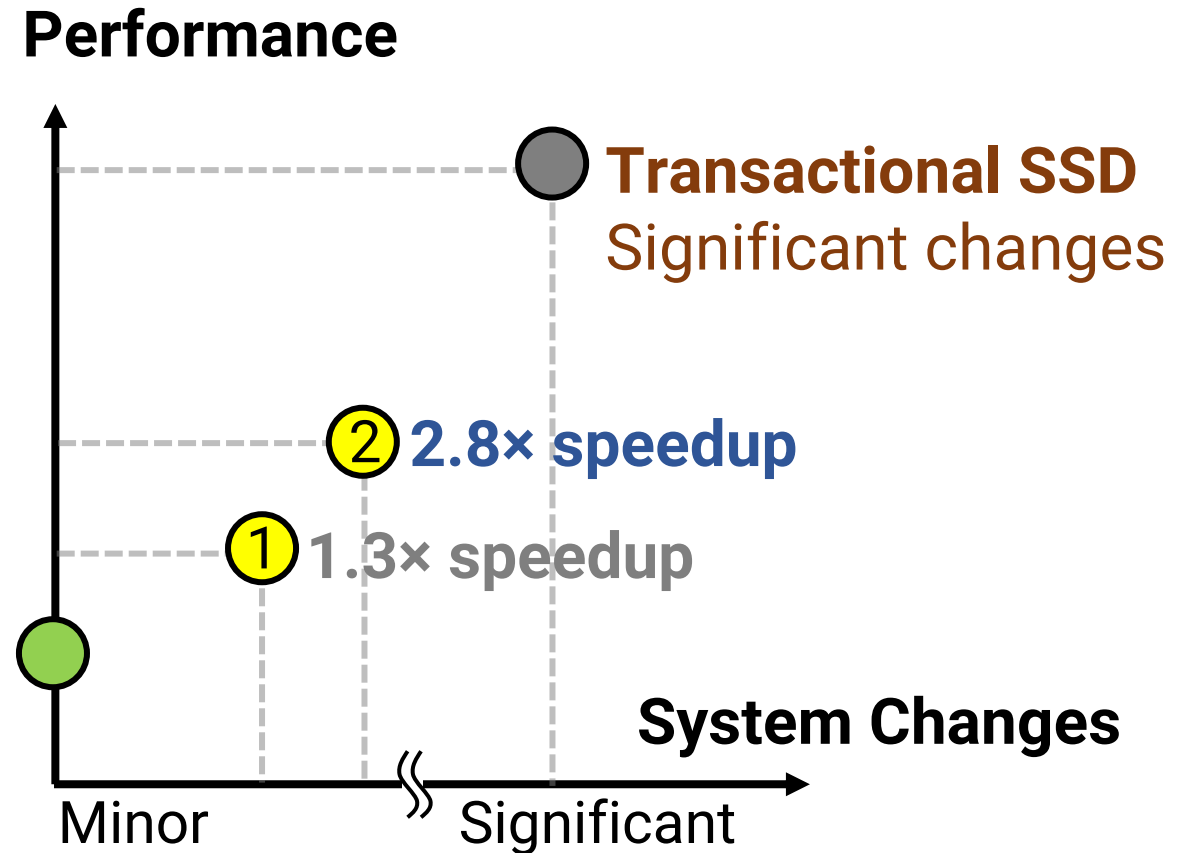 Performance
Transactional SSD
Significant changes
2 2.8× speedup
1 1.3× speedup
System Changes
Minor Significant